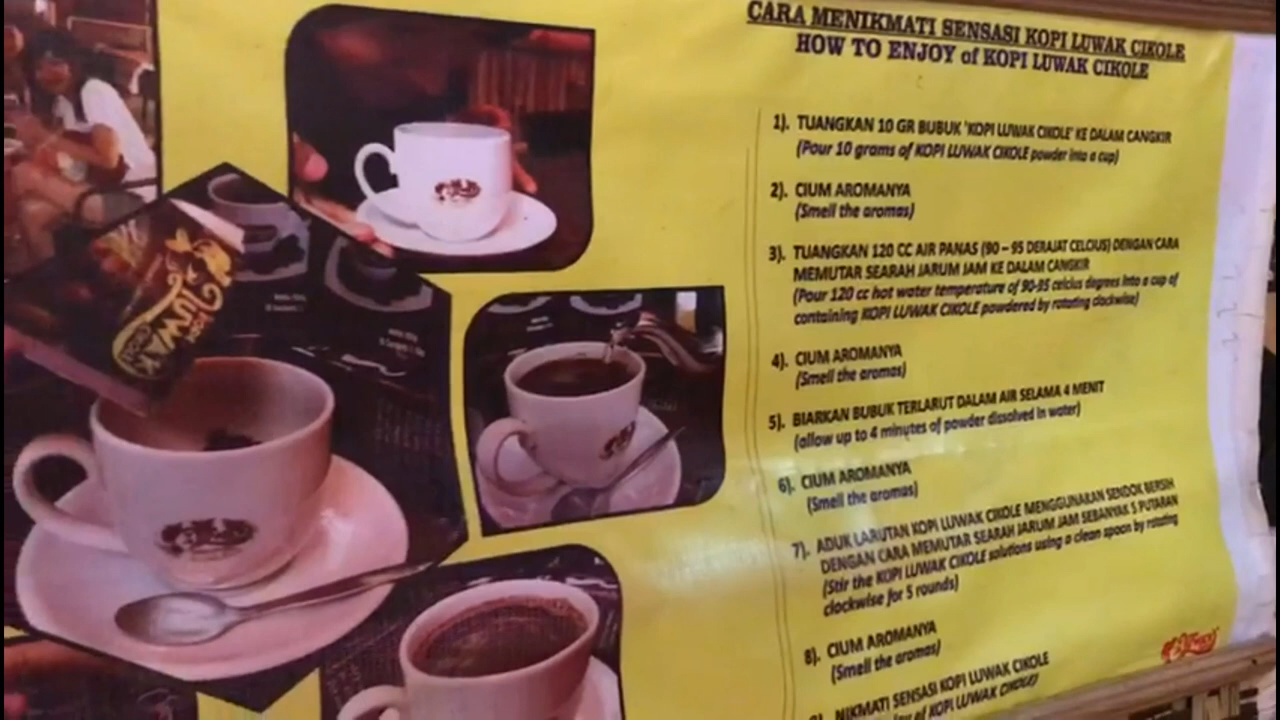 CARA MENIKMATI SENSASI KOPI LUWAK CIKOLE
HOW TO ENJOY of KOPI LUWAK CIKOLE
1). TUANGKAN 10 GR BUBUK 'KOPI LUWAK CIKOLE' KE DALAM CANGKIR
(Pour 10 grams of KOPI LUWAK CIKOLE powder into a cup)
2). CIUM AROMANYA
(Smell the aromas)
3). TUANGKAN 120 CC AIR PANAS (90 – 95 DERAJAT CELCIUS) DENGAN CARA
MEMUTAR SEARAH JARUM JAM KE DALAM CANGKIR
(Pour 120 cc hot water temperature of 90-95 celcius degrees into a cup of
containing KOPI LUWAK CIKOLE powdered by rotating clockwise)
4). CIUM AROMANYA
(Smell the aromas)
5). BIARKAN BUBUK TERLARUT DALAM AIR SELAMA 4 MENIT
(allow up to 4 minutes of powder dissolved in water)
6). CIUM AROMANYA
(Smell the aromas)
7). ADUK LARUTAN KOPI LUWAK CIKOLE MENGGUNAKAN SENDOK BERSIH
DENGAN CARA MEMUTAR SEARAH JARUM JAM SEBANYAK 5 PUTARAN
(Stir the KOPI LUWAK CIKOLE solutions using a clean spoon by rotating
clockwise for 5 rounds)
8). CIUM AROMANYA
(Smell the aromas)
NIKMATI SENSASI KOPI LUWAK CIKOLE
of KOPI LUWAK CIKOLE)
LUWAK